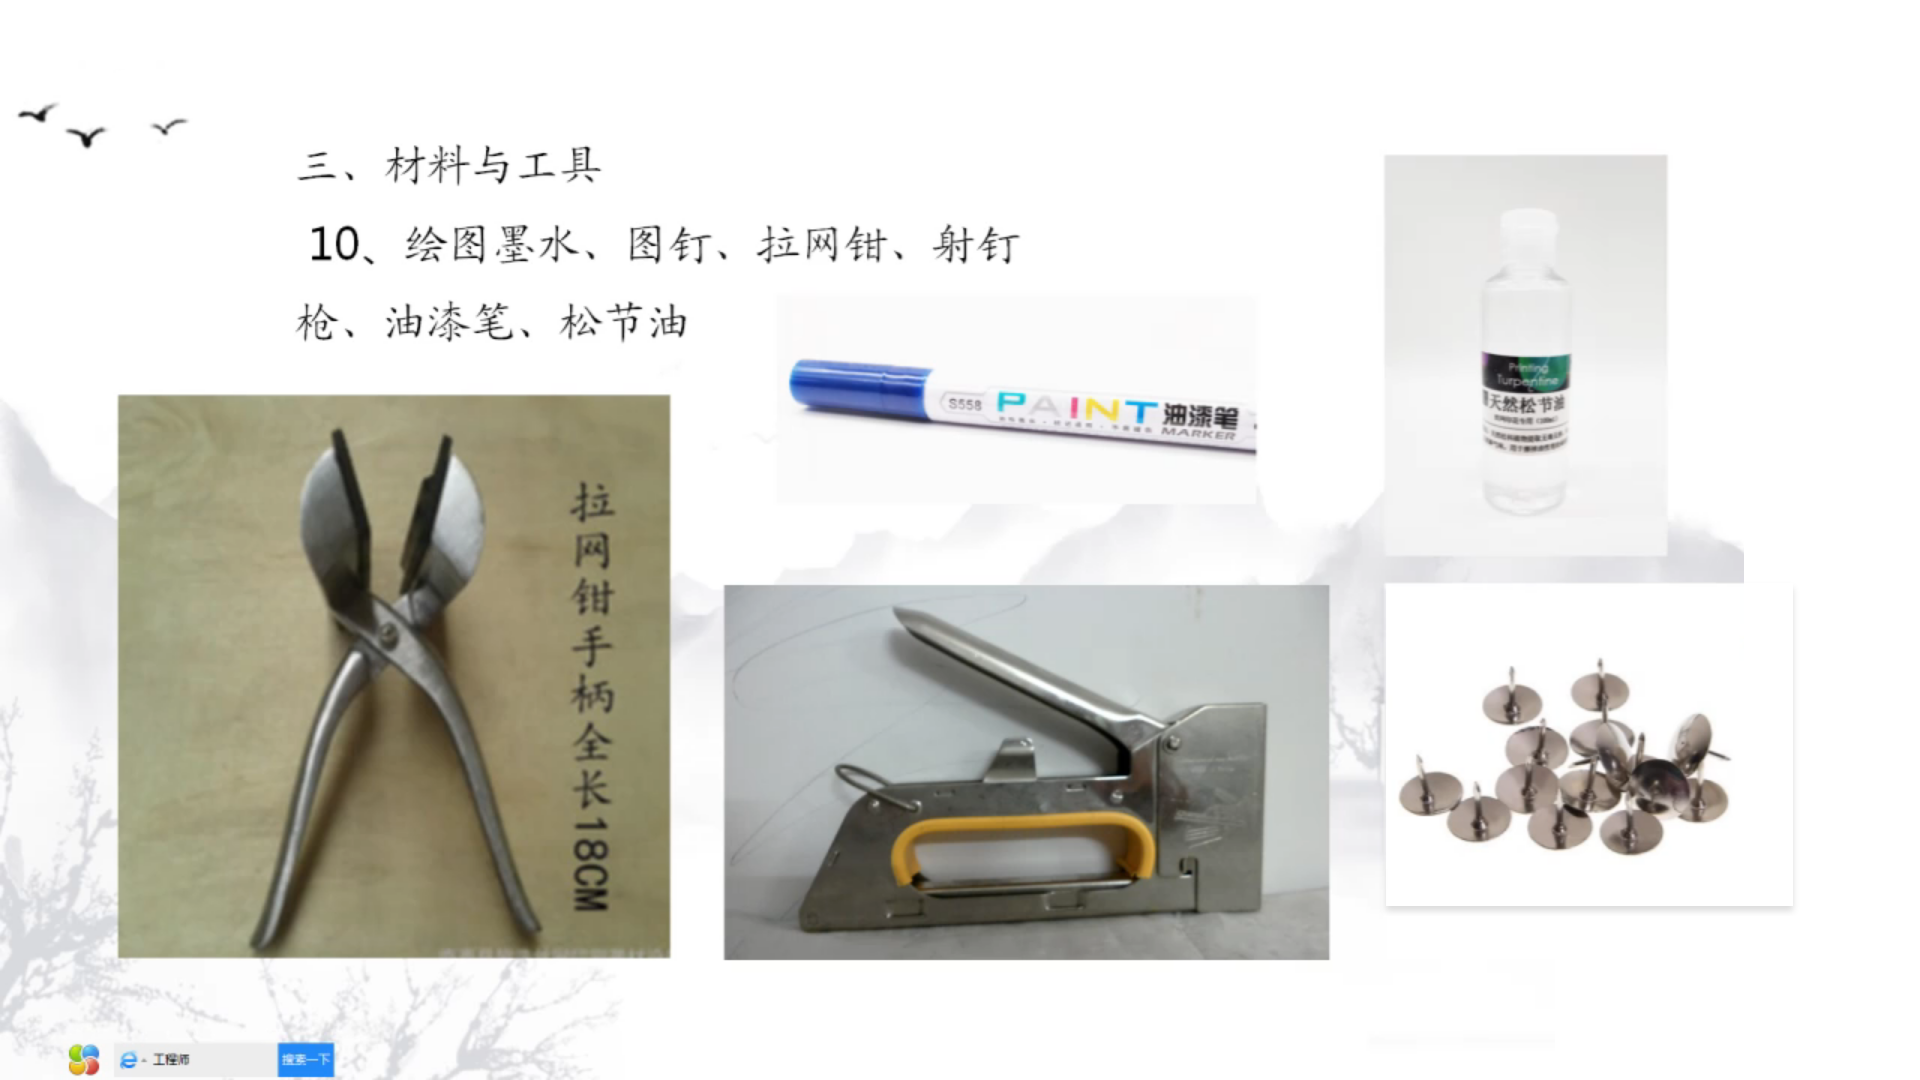 三、材料与工具
10、绘图墨水、图钉、拉网钳、射钉
枪、油漆笔、松节油
S558 PAINT 油漆笔
MARKER
Printing
Turpentine
天然松节油
拉网钳手柄全长18CM
工程师
搜索一下